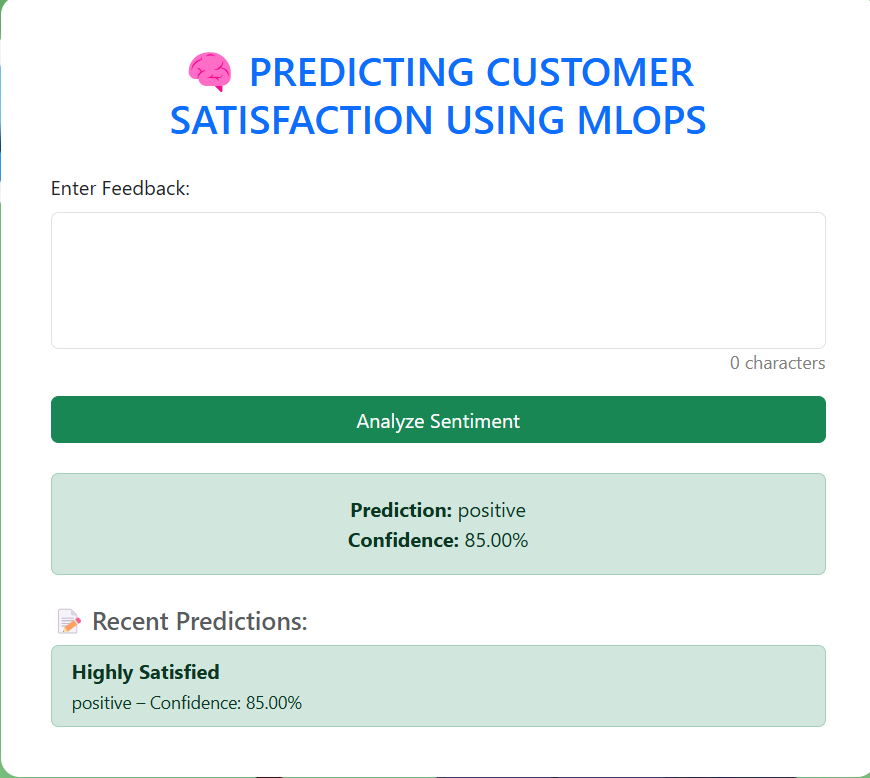 🧠 PREDICTING CUSTOMER
SATISFACTION USING MLOPS
Enter Feedback:
0 characters
Analyze Sentiment
Prediction: positive
Confidence: 85.00%
📝 Recent Predictions:
Highly Satisfied
positive – Confidence: 85.00%